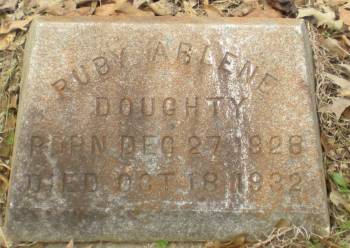 RUBY ARLENE
DOUGHTY
BORN DEC 27 1928
DIED OCT 18 1932